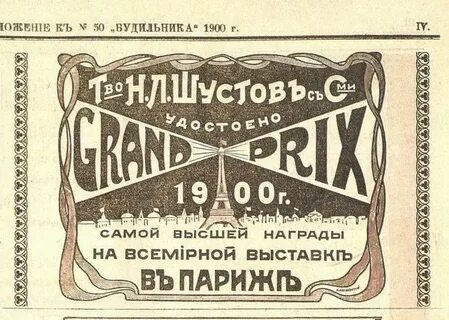 ЛОЖЕНІЕ КЪ № 50 „БУДИЛЬНИКА“ 1900 г. IV.
Т-ВО Н.Л.ШУСТОВЪ СЪ С-МИ
УДОСТОЕНО
GRAND PRIX
1900г.
САМОЙ ВЫСШЕЙ НАГРАДЫ
НА ВСЕМІРНОЙ ВЫСТАВКѢ
ВЪ ПАРИЖѢ